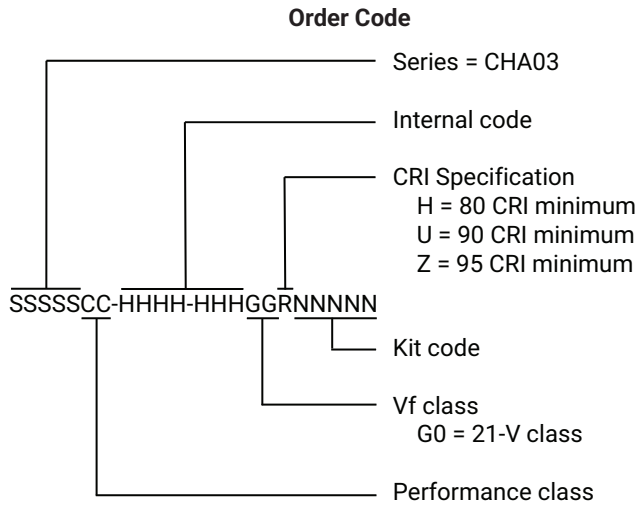 Order Code
Series = CHA03
Internal code
CRI Specification
H = 80 CRI minimum
U = 90 CRI minimum
Z = 95 CRI minimum
SSSSSCC-HHHH-HHHGGRNNNNN
Kit code
Vf class
G0 = 21-V class
Performance class